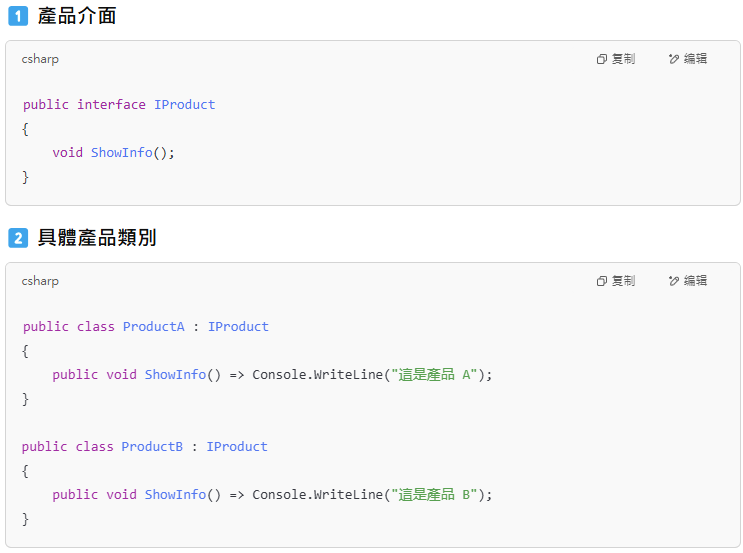 1 產品介面
csharp 复制 编辑
public interface IProduct
{
    void ShowInfo();
}
2 具體產品類別
csharp 复制 编辑
public class ProductA : IProduct
{
    public void ShowInfo() => Console.WriteLine("這是產品 A");
}
public class ProductB : IProduct
{
    public void ShowInfo() => Console.WriteLine("這是產品 B");
}